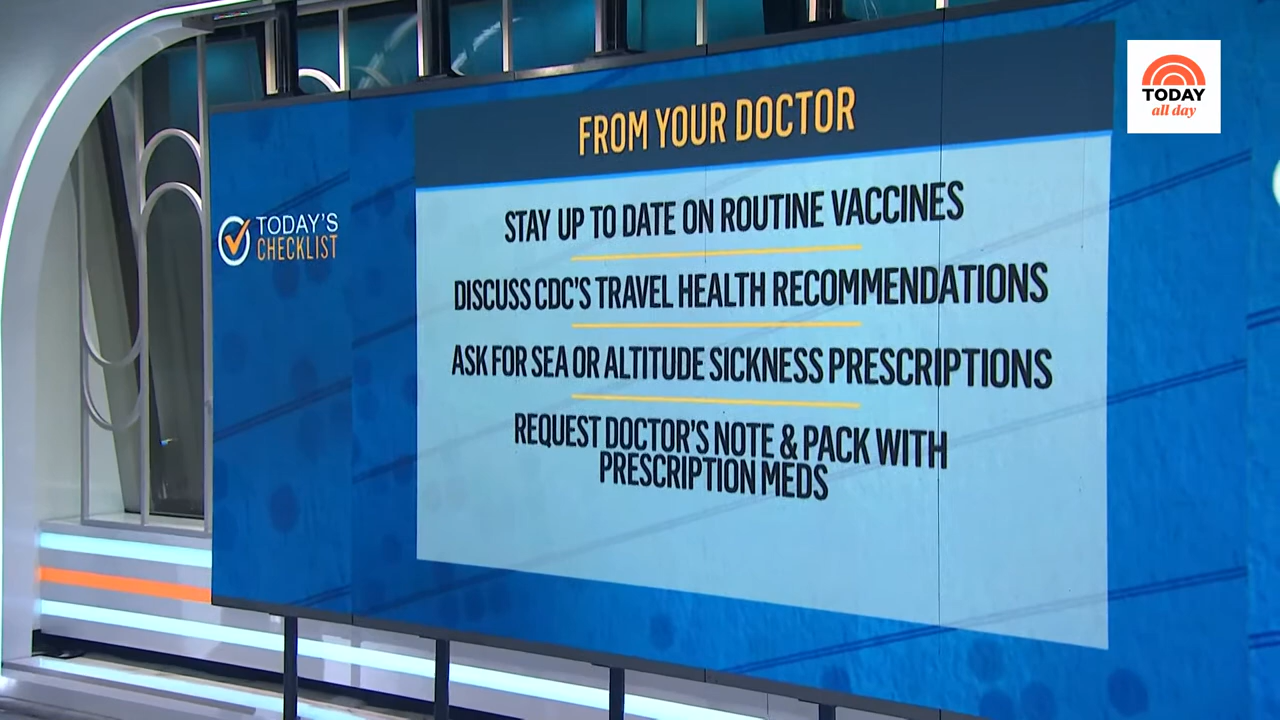 TODAY
all day
FROM YOUR DOCTOR
TODAY'S
CHECKLIST
STAY UP TO DATE ON ROUTINE VACCINES
DISCUSS CDC'S TRAVEL HEALTH RECOMMENDATIONS
ASK FOR SEA OR ALTITUDE SICKNESS PRESCRIPTIONS
REQUEST DOCTOR'S NOTE & PACK WITH
PRESCRIPTION MEDS